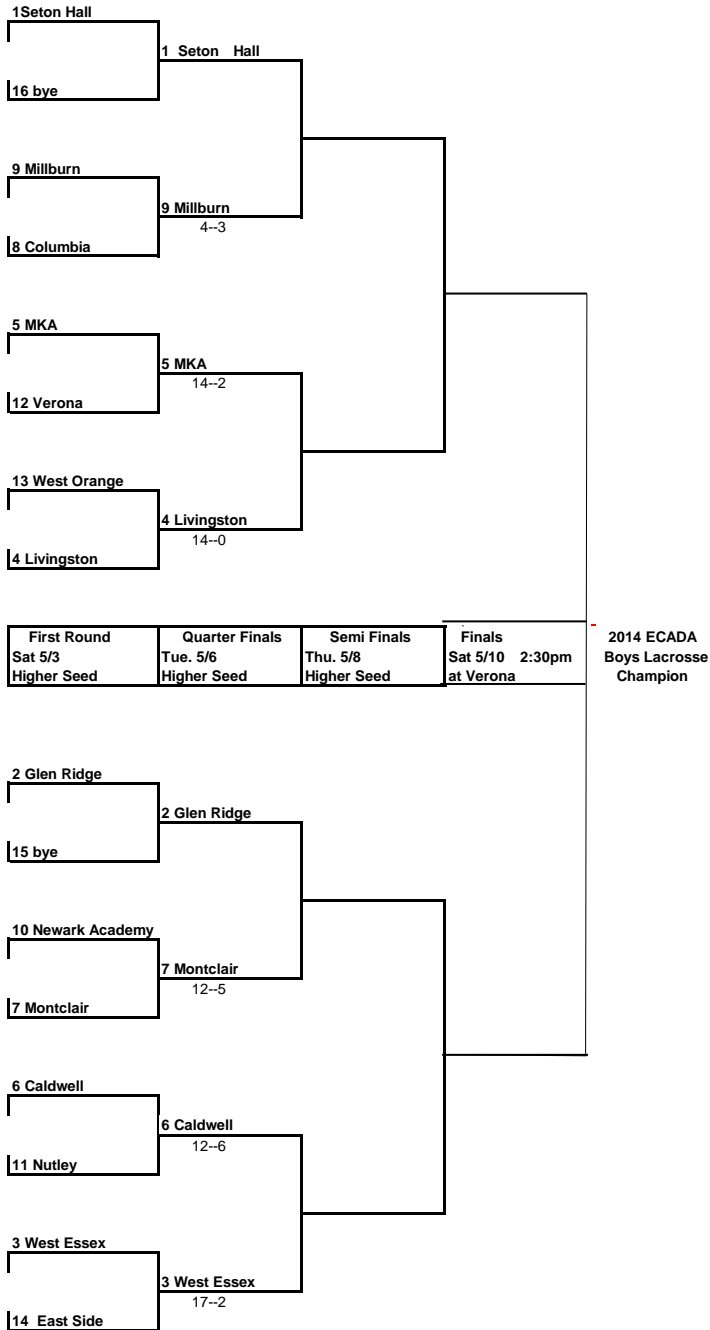 1Seton Hall
1 Seton Hall
16 bye
9 Millburn
9 Millburn
4--3
8 Columbia
5 MKA
5 MKA
14--2
12 Verona
13 West Orange
4 Livingston
14--0
4 Livingston
First Round Quarter Finals Semi Finals Finals 2014 ECADA
Sat 5/3 Tue. 5/6 Thu. 5/8 Sat 5/10 2:30pm Boys Lacrosse
Higher Seed Higher Seed Higher Seed at Verona Champion
2 Glen Ridge
2 Glen Ridge
15 bye
10 Newark Academy
7 Montclair
12--5
7 Montclair
6 Caldwell
6 Caldwell
12--6
11 Nutley
3 West Essex
3 West Essex
17--2
14 East Side